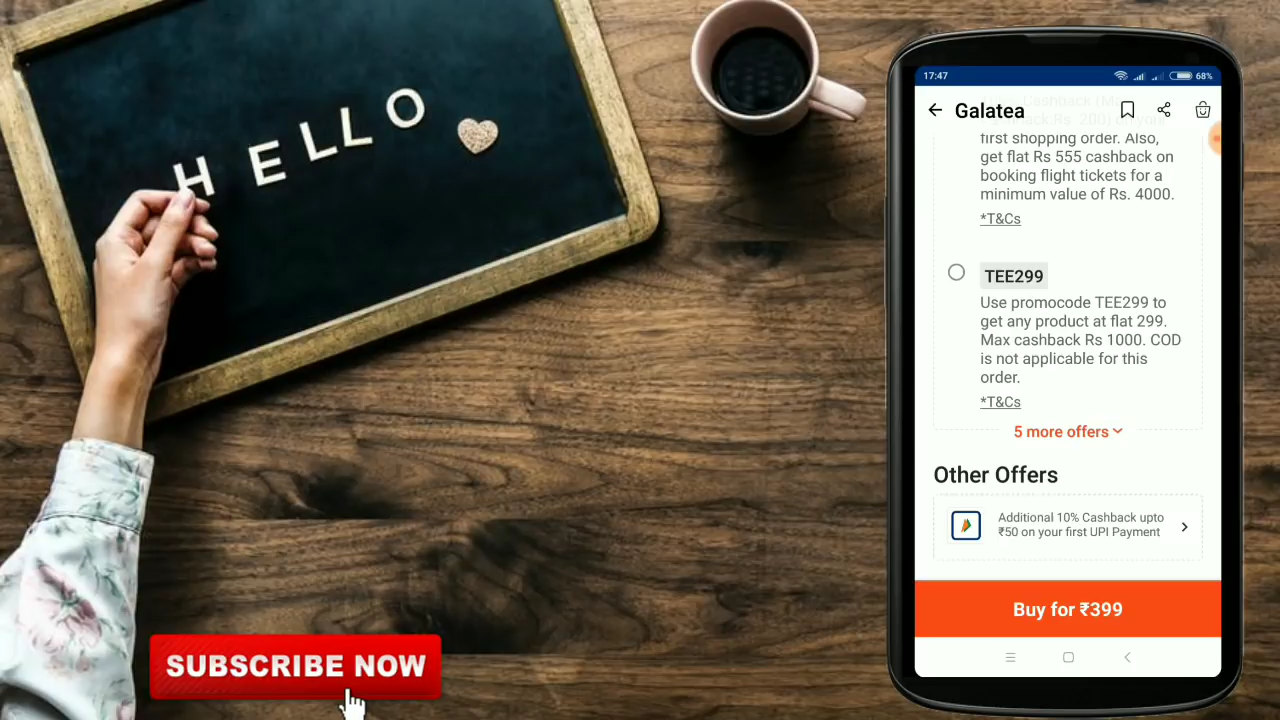 HELLO
SUBSCRIBE NOW
17:47
68%
Galatea
first shopping order. Also,
get flat Rs 555 cashback on
booking flight tickets for a
minimum value of Rs. 4000.
*T&Cs
TEE299
Use promocode TEE299 to
get any product at flat 299.
Max cashback Rs 1000. COD
is not applicable for this
order.
*T&Cs
5 more offers
Other Offers
Additional 10% Cashback upto
₹50 on your first UPI Payment
Buy for ₹399